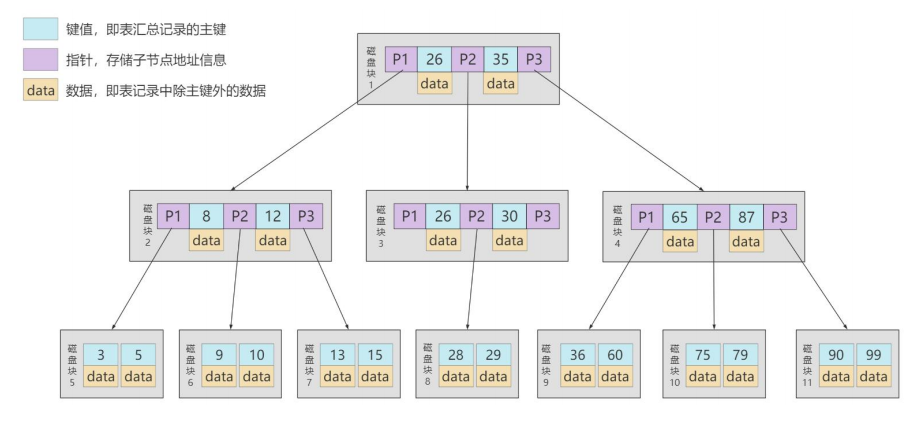 键值，即表汇总记录的主键
指针，存储子节点地址信息
data 数据，即表记录中除主键外的数据
磁盘块1 P1 26 P2 35 P3
data data
磁盘块2 P1 8 P2 12 P3
data data
磁盘块3 P1 26 P2 30 P3
data data
磁盘块4 P1 65 P2 87 P3
data data
磁盘块5 3 5
data data
磁盘块6 9 10
data data
磁盘块7 13 15
data data
磁盘块8 28 29
data data
磁盘块9 36 60
data data
磁盘块10 75 79
data data
磁盘块11 90 99
data data